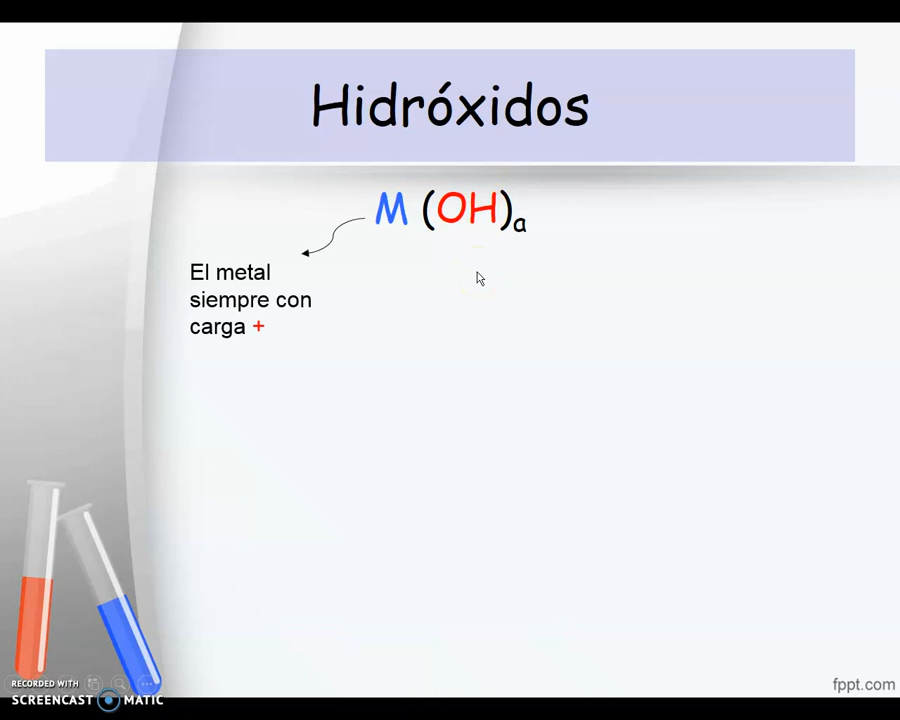 Hidróxidos
M (OH)a
El metal
siempre con
carga +
fppt.com
RECORDED WITH
SCREENCAST MATIC